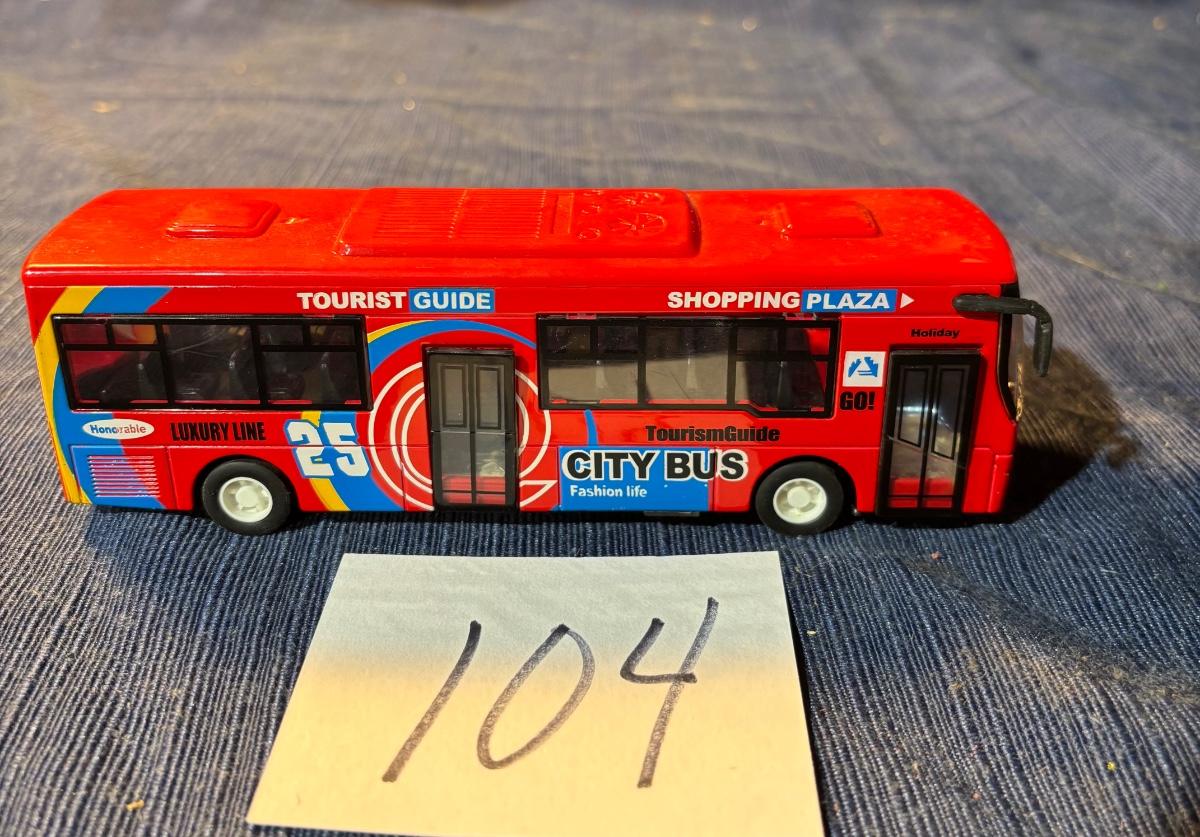 TOURIST GUIDE
SHOPPING PLAZA
Holiday
GO!
Honorable
LUXURY LINE
25
TourismGuide
CITY BUS
Fashion life
104